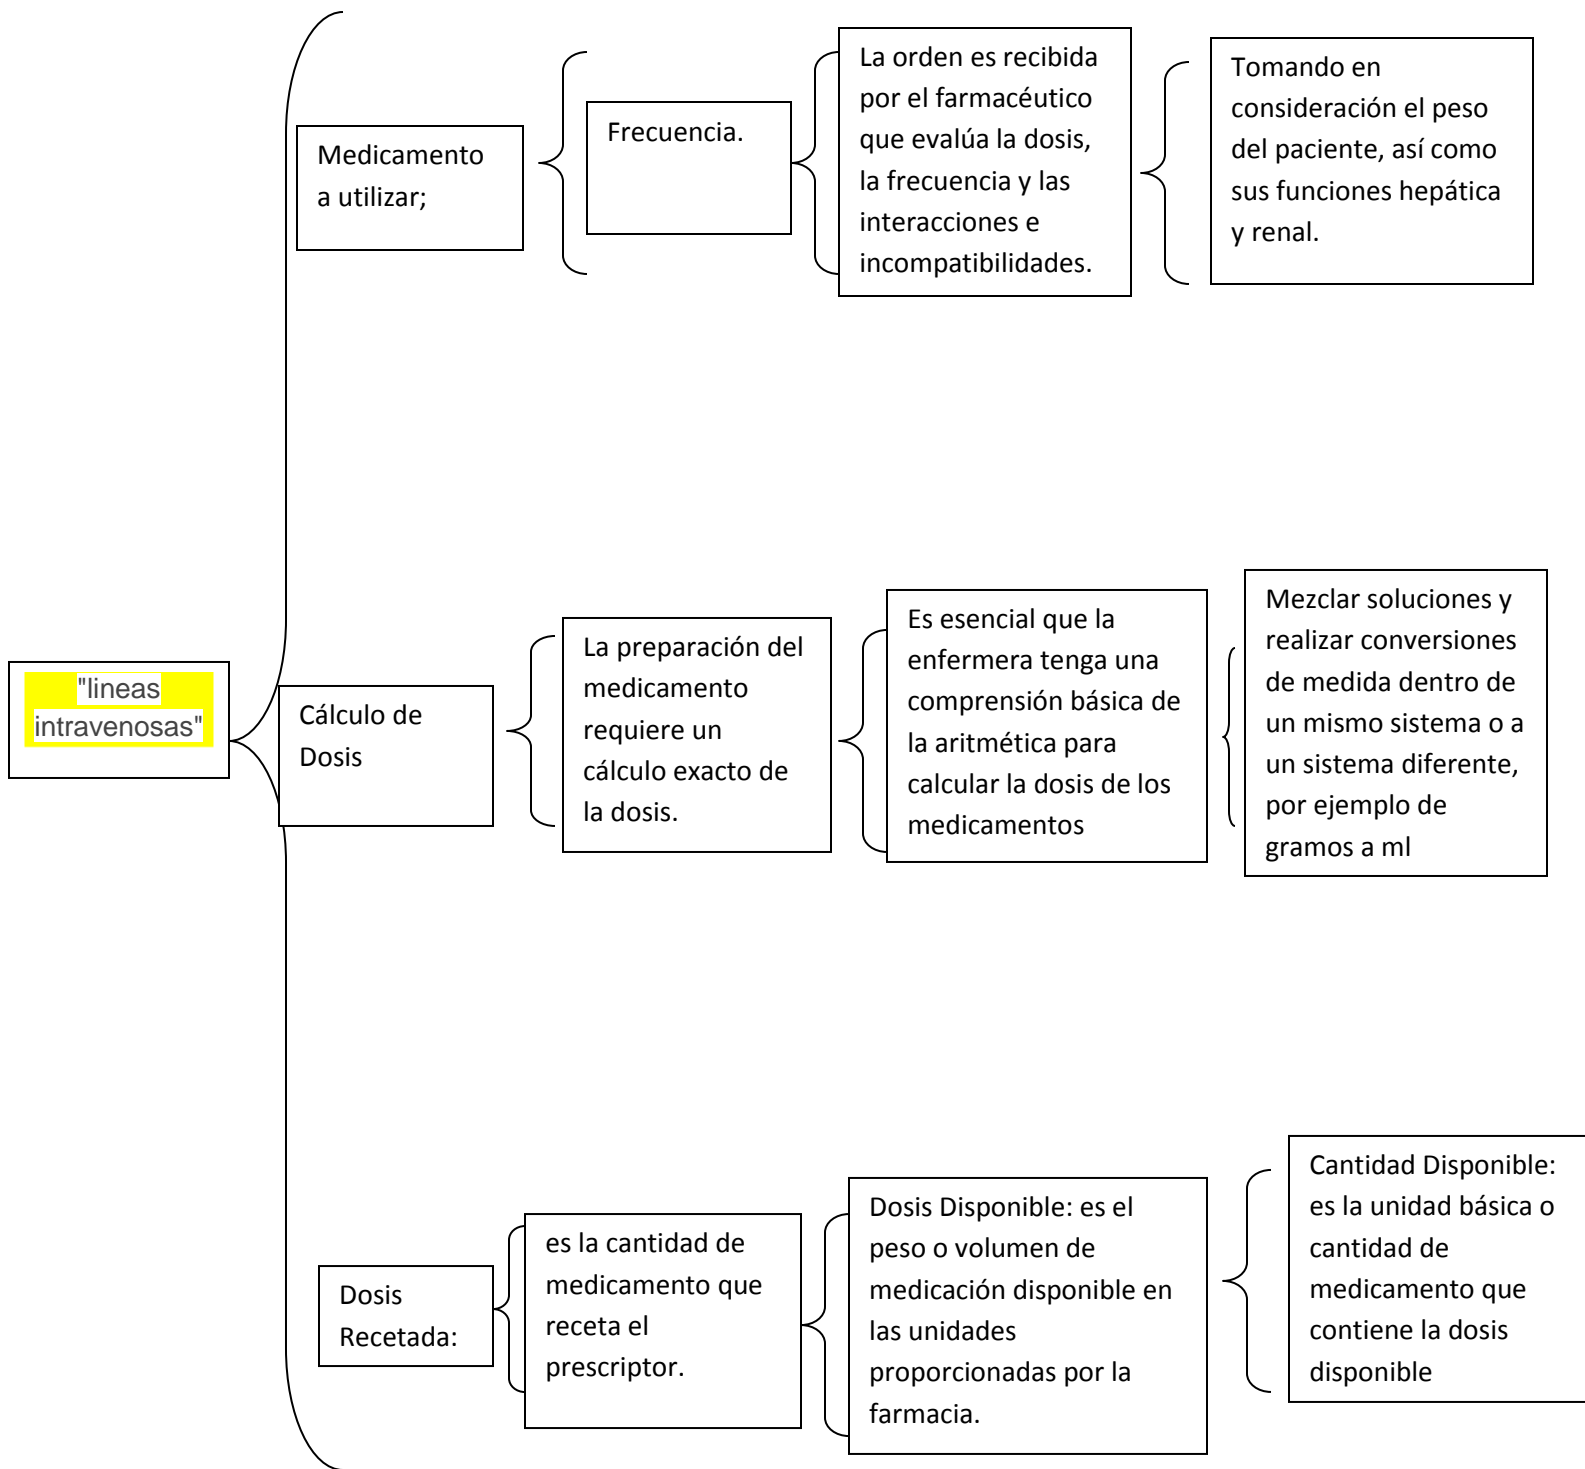 "lineas
intravenosas"
Medicamento
a utilizar;
Frecuencia.
La orden es recibida
por el farmacéutico
que evalúa la dosis,
la frecuencia y las
interacciones e
incompatibilidades.
Tomando en
consideración el peso
del paciente, así como
sus funciones hepática
y renal.
Cálculo de
Dosis
La preparación del
medicamento
requiere un
cálculo exacto de
la dosis.
Es esencial que la
enfermera tenga una
comprensión básica de
la aritmética para
calcular la dosis de los
medicamentos
Mezclar soluciones y
realizar conversiones
de medida dentro de
un mismo sistema o a
un sistema diferente,
por ejemplo de
gramos a ml
Dosis
Recetada:
es la cantidad de
medicamento que
receta el
prescriptor.
Dosis Disponible: es el
peso o volumen de
medicación disponible en
las unidades
proporcionadas por la
farmacia.
Cantidad Disponible:
es la unidad básica o
cantidad de
medicamento que
contiene la dosis
disponible